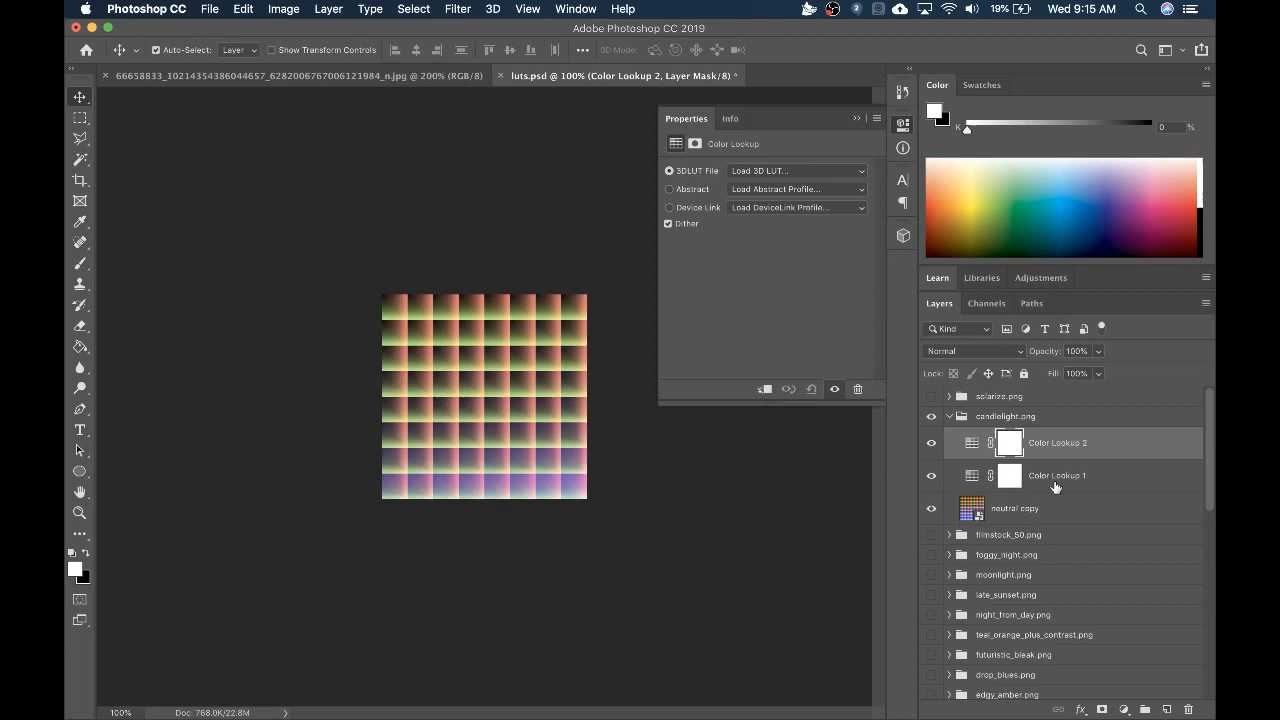 Photoshop CC File Edit Image Layer Type Select Filter 3D View Window Help 2 19% Wed 9:15 AM
Adobe Photoshop CC 2019
Auto-Select: Layer Show Transform Controls 3D Mode:
66658833_10214354386044657_6282006767006121984_n.jpg @ 200% (RGB/8) luts.psd @ 100% (Color Lookup 2, Layer Mask/8) *
Color Swatches
K 0 %
Properties Info
Color Lookup
3DLUT File Load 3D LUT...
Abstract Load Abstract Profile...
Device Link Load DeviceLink Profile...
Dither
Learn Libraries Adjustments
Layers Channels Paths
Kind
Normal Opacity: 100%
Lock: Fill: 100%
solarize.png
candlelight.png
Color Lookup 2
Color Lookup 1
neutral copy
filmstock_50.png
foggy_night.png
moonlight.png
late_sunset.png
night_from_day.png
teal_orange_plus_contrast.png
futuristic_bleak.png
drop_blues.png
edgy_amber.png
100% Doc: 768.0K/22.8M